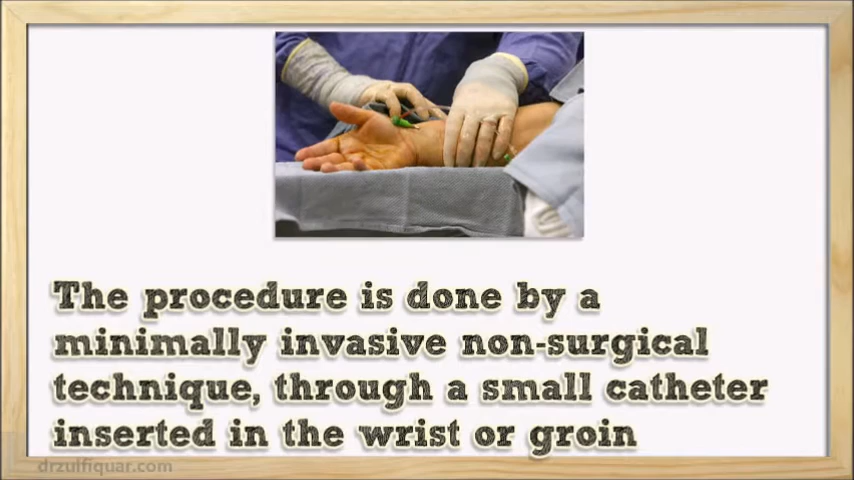 The procedure is done by a
minimally invasive non-surgical
technique, through a small catheter
inserted in the wrist or groin
drzulfiquar.com